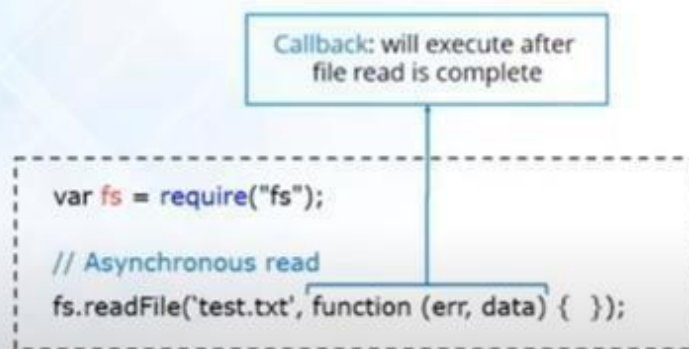 Callback: will execute after
file read is complete
var fs = require("fs");
// Asynchronous read
fs.readFile('test.txt', function (err, data) { });